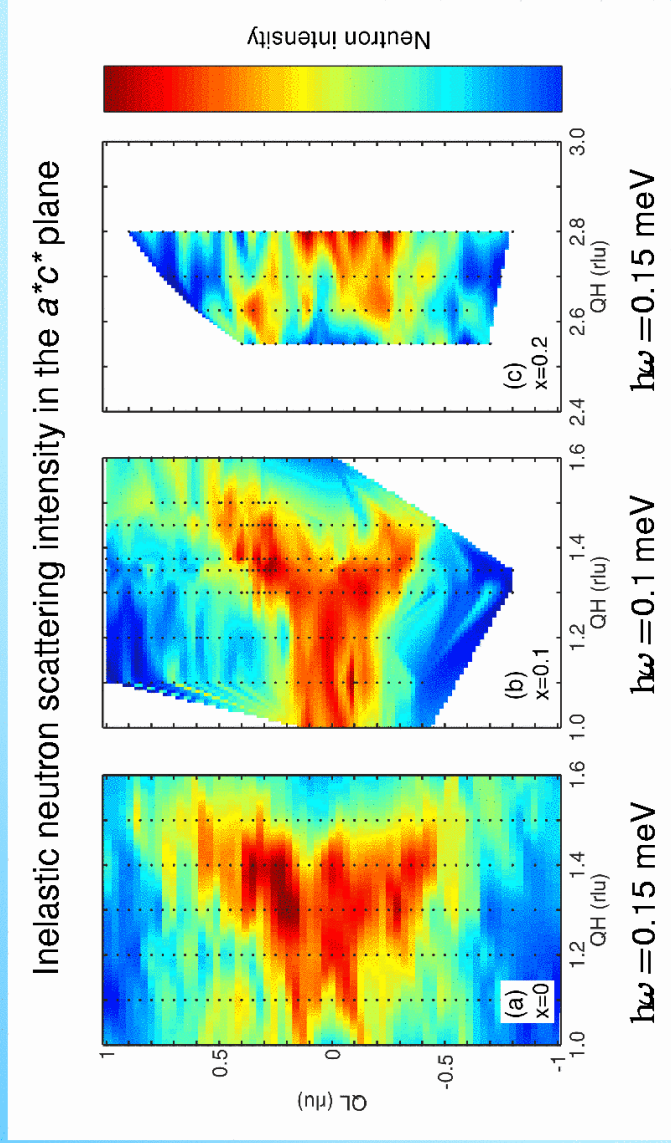 Inelastic neutron scattering intensity in the a*c* plane
1
0.5
0
-0.5
-1
QL (rlu)
(a)
x=0
1.0 1.2 1.4 1.6
QH (rlu)
(b)
x=0.1
1.0 1.2 1.4 1.6
QH (rlu)
(c)
x=0.2
2.4 2.6 2.8 3.0
QH (rlu)
Neutron intensity
hω=0.15 meV
hω=0.1 meV
hω=0.15 meV